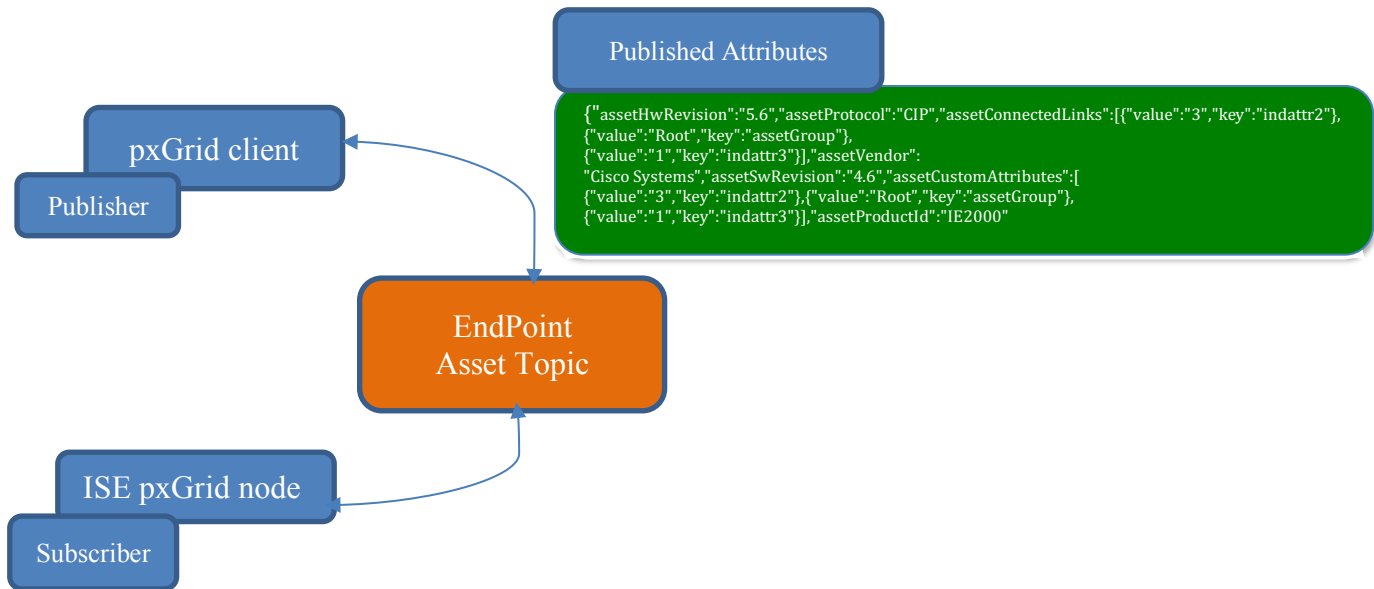 Published Attributes
{"assetHwRevision":"5.6","assetProtocol":"CIP","assetConnectedLinks":[{"value":"3","key":"indattr2"},
{"value":"Root","key":"assetGroup"},
{"value":"1","key":"indattr3"}],"assetVendor":
"Cisco Systems","assetSwRevision":"4.6","assetCustomAttributes":[
{"value":"3","key":"indattr2"},{"value":"Root","key":"assetGroup"},
{"value":"1","key":"indattr3"}],"assetProductId":"IE2000"
pxGrid client
Publisher
EndPoint
Asset Topic
ISE pxGrid node
Subscriber